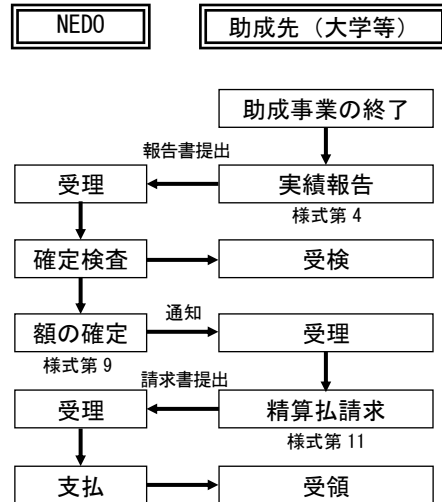 NEDO
助成先（大学等）
助成事業の終了
報告書提出
受理
実績報告
様式第4
確定検査
受検
額の確定
通知
受理
様式第9
請求書提出
受理
精算払請求
様式第11
支払
受領